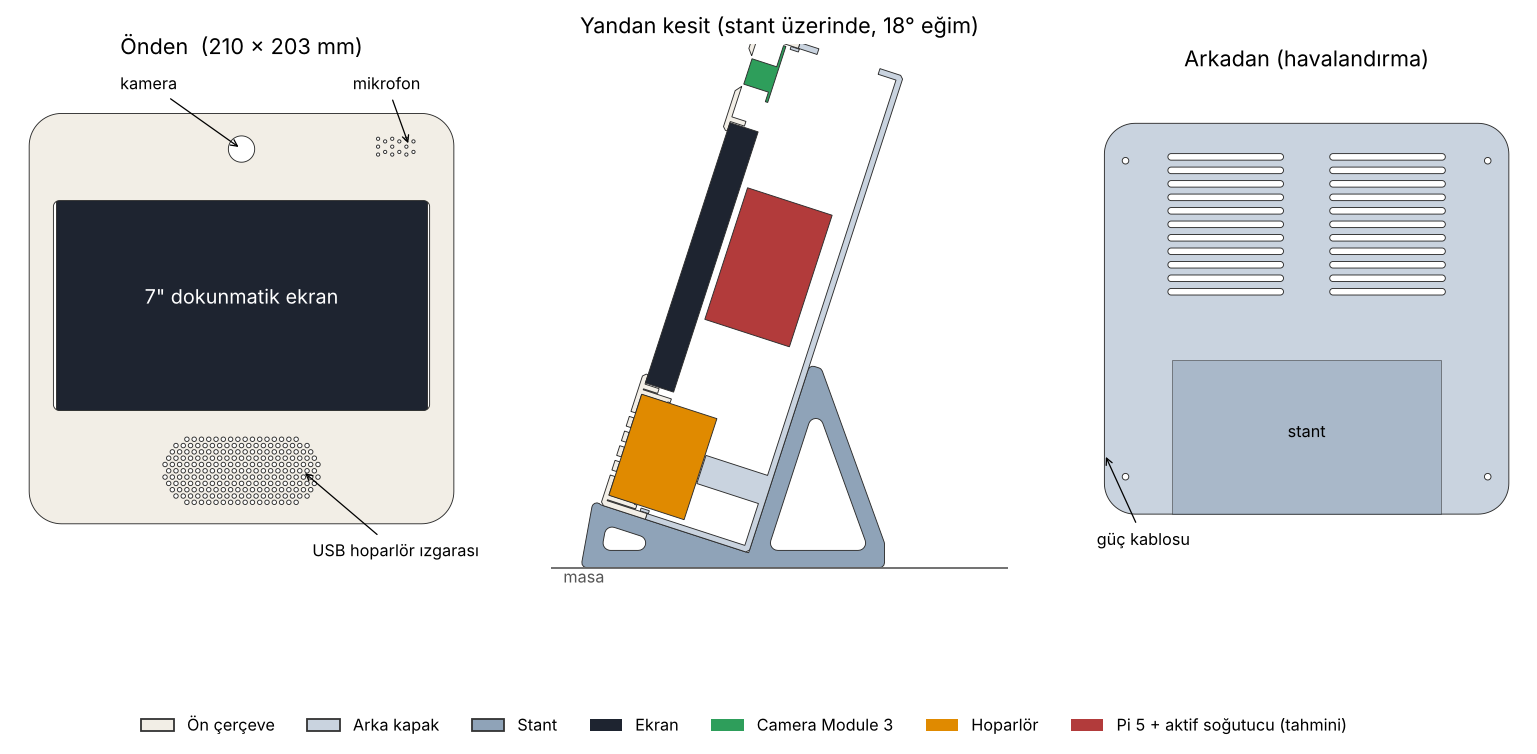 Önden  (210 × 203 mm)
kamera
mikrofon
7" dokunmatik ekran
USB hoparlör ızgarası
Yandan kesit (stant üzerinde, 18° eğim)
masa
Arkadan (havalandırma)
stant
güç kablosu
Ön çerçeve
Arka kapak
Stant
Ekran
Camera Module 3
Hoparlör
Pi 5 + aktif soğutucu (tahmini)